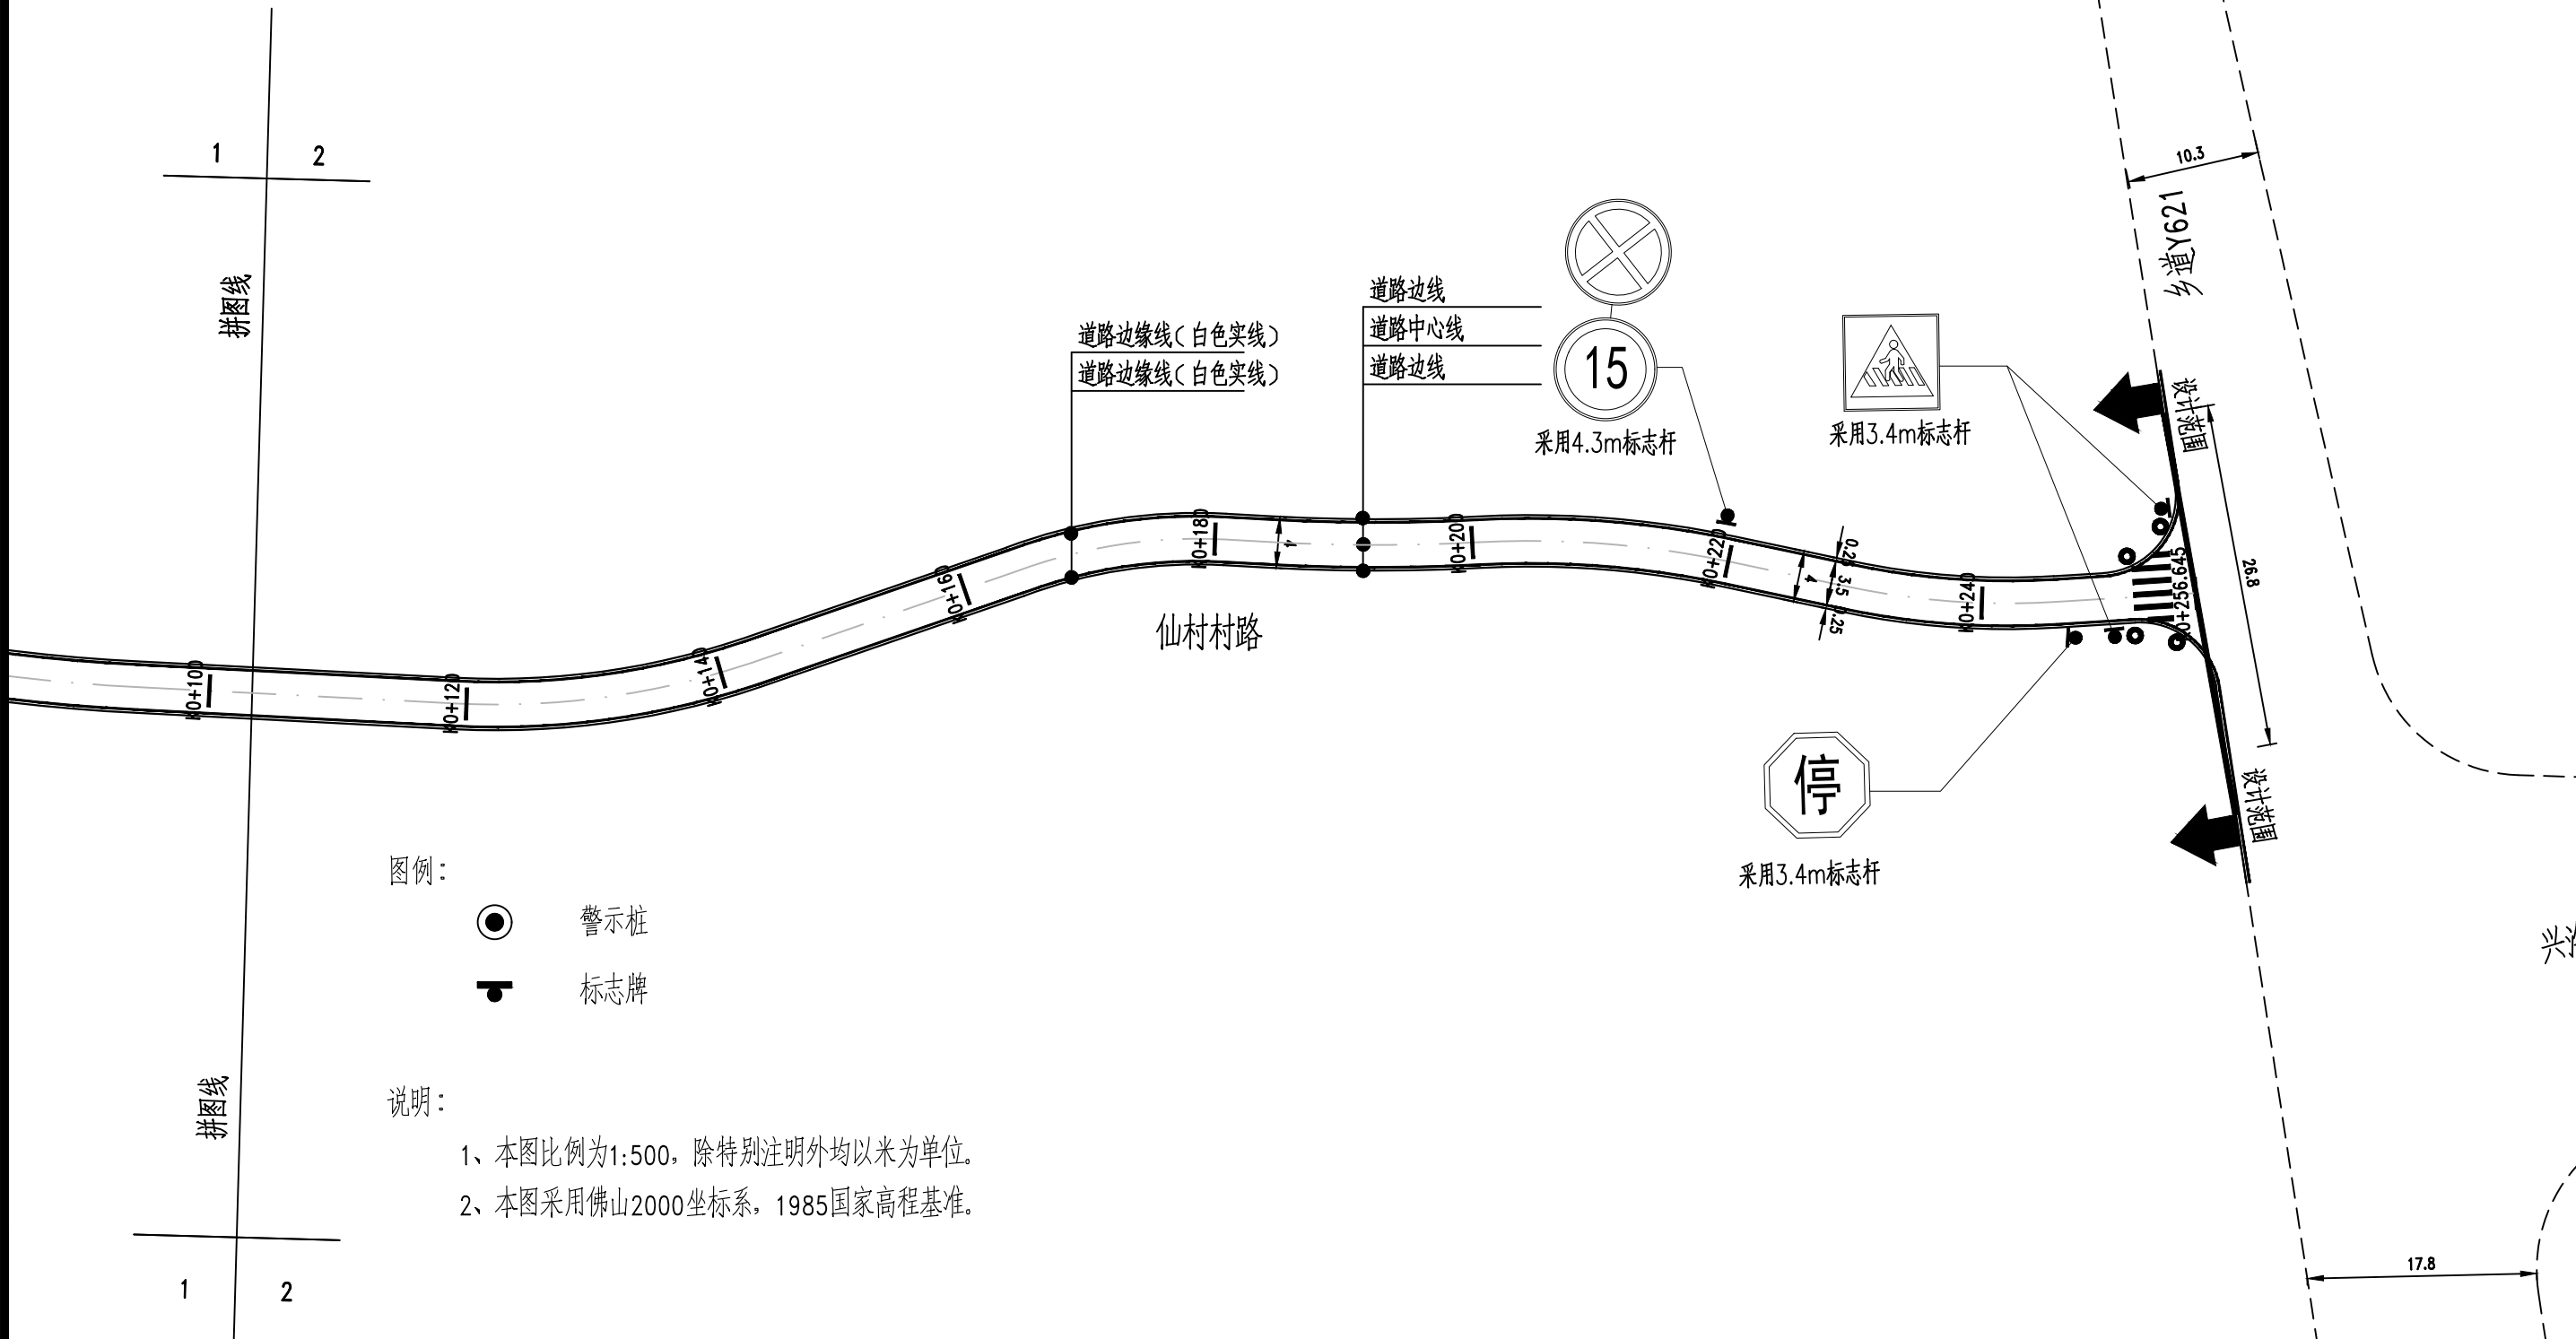 1 2
拼图线
10.3
乡道Y621
道路边线
道路中心线
道路边线
道路边缘线(白色实线)
道路边缘线(白色实线)
15
采用4.3m标志杆
采用3.4m标志杆
设计范围
26.8
K0+100
K0+120
K0+140
K0+160
K0+180
4
K0+200
K0+220
4
0.25
3.5
0.25
K0+240
K0+256.645
仙村村路
停
采用3.4m标志杆
设计范围
图例:
警示桩
标志牌
拼图线
说明:
1、本图比例为1:500,除特别注明外均以米为单位。
2、本图采用佛山2000坐标系,1985国家高程基准。
1 2
17.8
兴